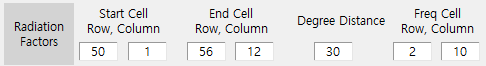 Radiation Factors
Start Cell
Row, Column
50 1
End Cell
Row, Column
56 12
Degree Distance
30
Freq Cell
Row, Column
2 10